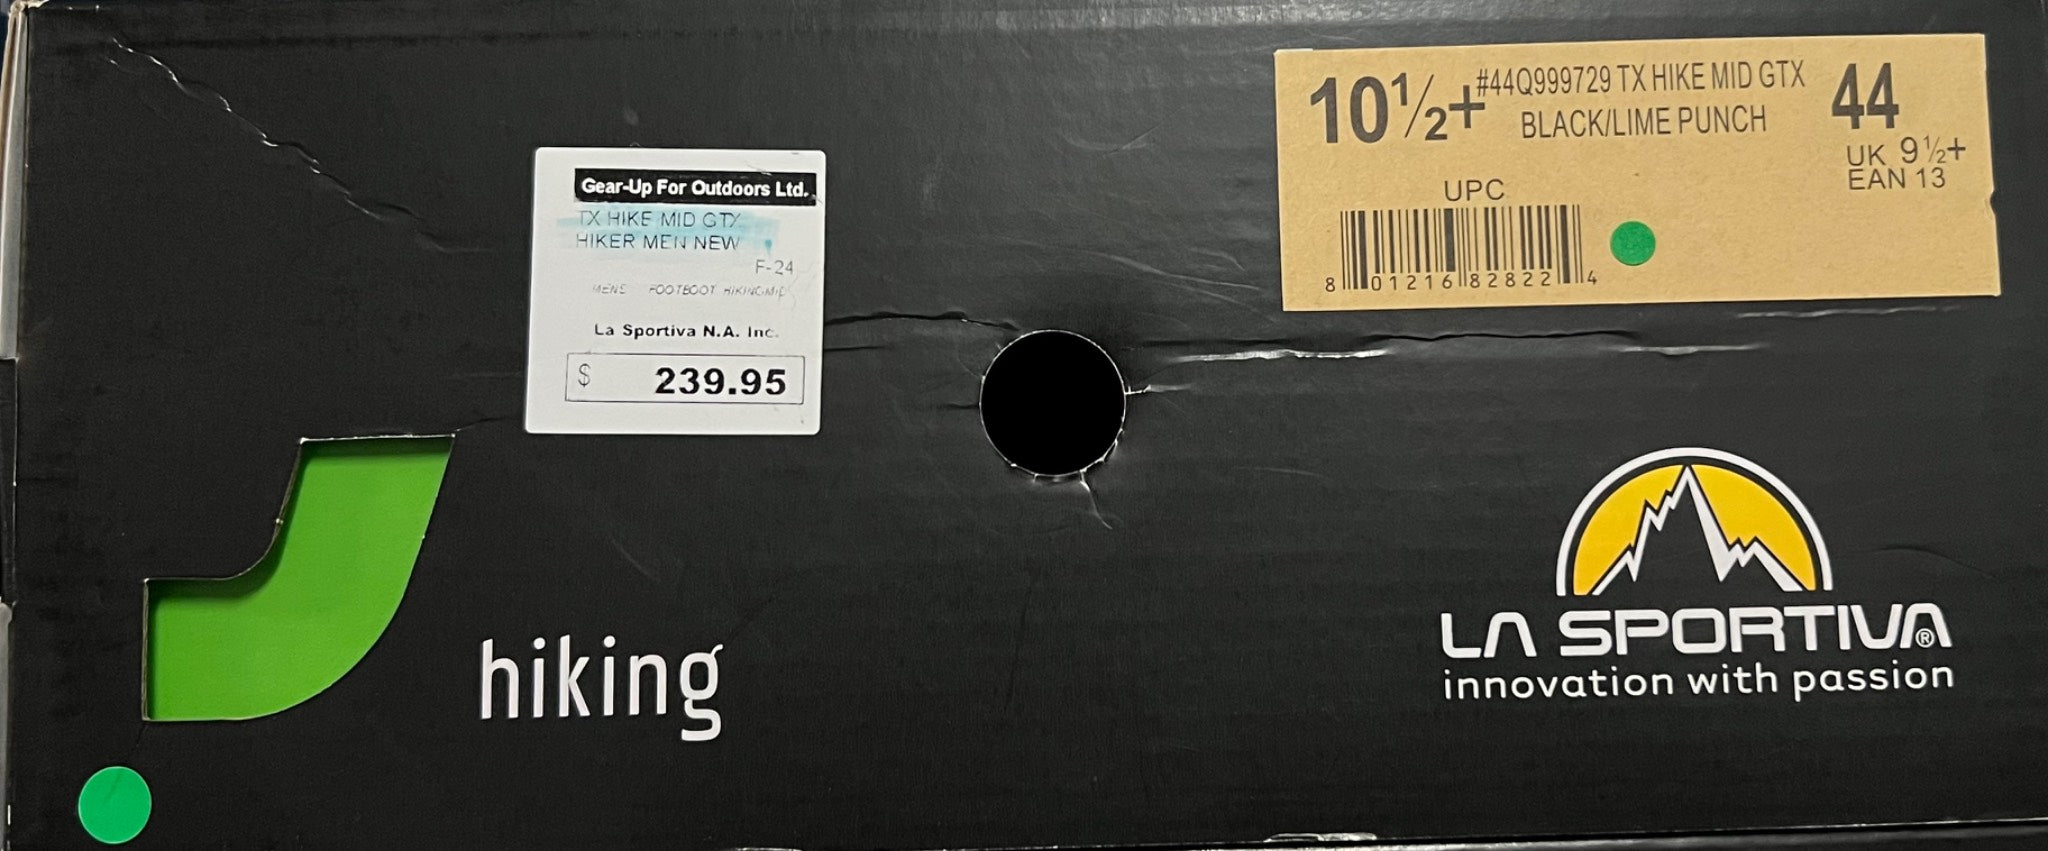 Gear-Up For Outdoors Ltd.
TX HIKE MID GTX
HIKER MEN NEW
F-24
MENS FOOTBOOT HIKINGMID
La Sportiva N.A. Inc.
$ 239.95
10½+
#44Q999729 TX HIKE MID GTX
BLACK/LIME PUNCH
44
UK 9½+
EAN 13
UPC
8 01216 82822 4
hiking
LA SPORTIVA®
innovation with passion